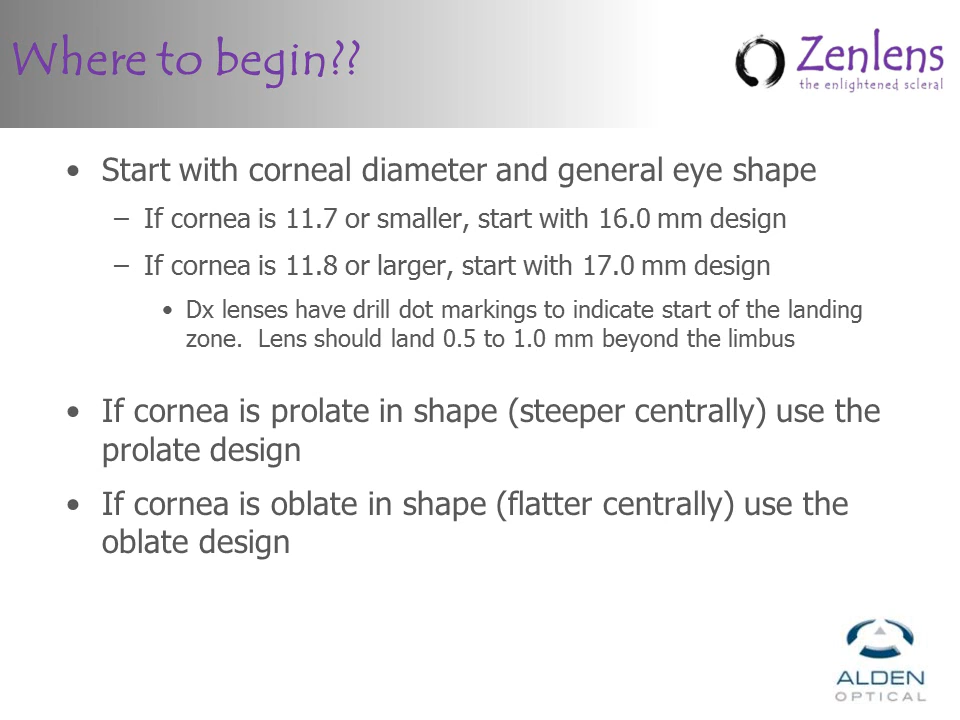 Where to begin??
Zenlens
the enlightened scleral
• Start with corneal diameter and general eye shape
– If cornea is 11.7 or smaller, start with 16.0 mm design
– If cornea is 11.8 or larger, start with 17.0 mm design
• Dx lenses have drill dot markings to indicate start of the landing
zone.  Lens should land 0.5 to 1.0 mm beyond the limbus
• If cornea is prolate in shape (steeper centrally) use the
prolate design
• If cornea is oblate in shape (flatter centrally) use the
oblate design
ALDEN
OPTICAL